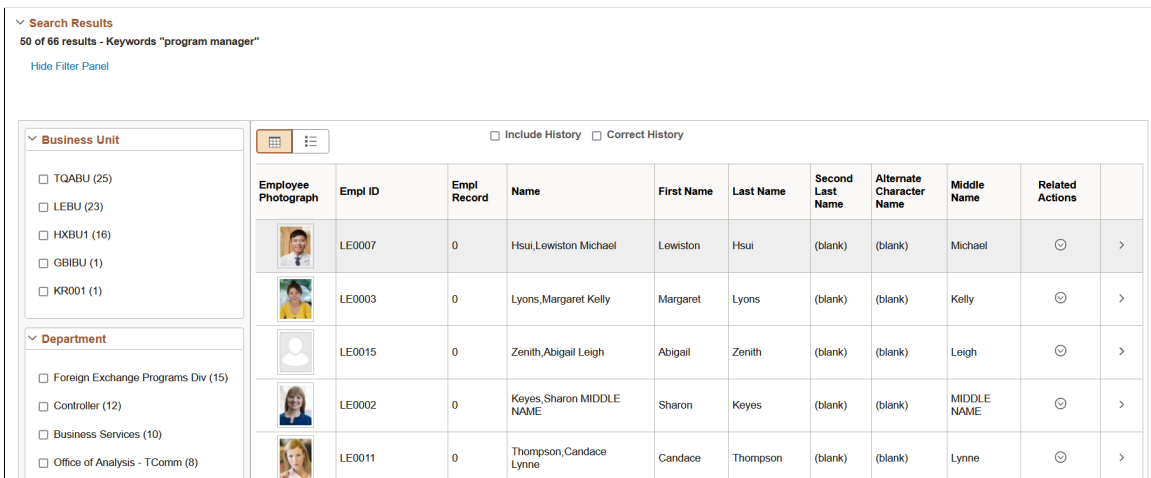 Search Results
50 of 66 results - Keywords "program manager"
Hide Filter Panel
Business Unit
TQABU (25)
LEBU (23)
HXBU1 (16)
GBIBU (1)
KR001 (1)
Department
Foreign Exchange Programs Div (15)
Controller (12)
Business Services (10)
Office of Analysis - TComm (8)
Include History Correct History
Employee Photograph Empl ID Empl Record Name First Name Last Name Second Last Name Alternate Character Name Middle Name Related Actions
LE0007 0 Hsui,Lewiston Michael Lewiston Hsui (blank) (blank) Michael
LE0003 0 Lyons,Margaret Kelly Margaret Lyons (blank) (blank) Kelly
LE0015 0 Zenith,Abigail Leigh Abigail Zenith (blank) (blank) Leigh
LE0002 0 Keyes,Sharon MIDDLE NAME Sharon Keyes (blank) (blank) MIDDLE NAME
LE0011 0 Thompson,Candace Lynne Candace Thompson (blank) (blank) Lynne